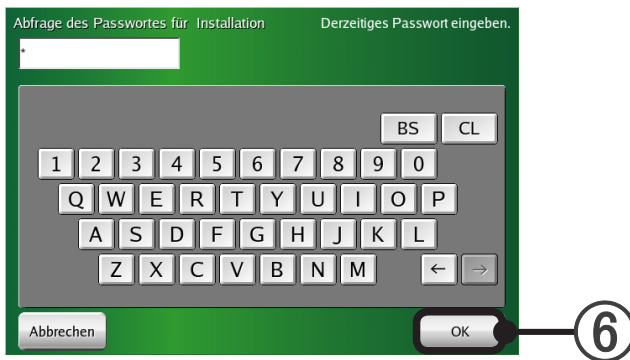 Abfrage des Passwortes für Installation Derzeitiges Passwort eingeben.
*
BS CL
1 2 3 4 5 6 7 8 9 0
Q W E R T Y U I O P
A S D F G H J K L
Z X C V B N M ← →
Abbrechen OK 6